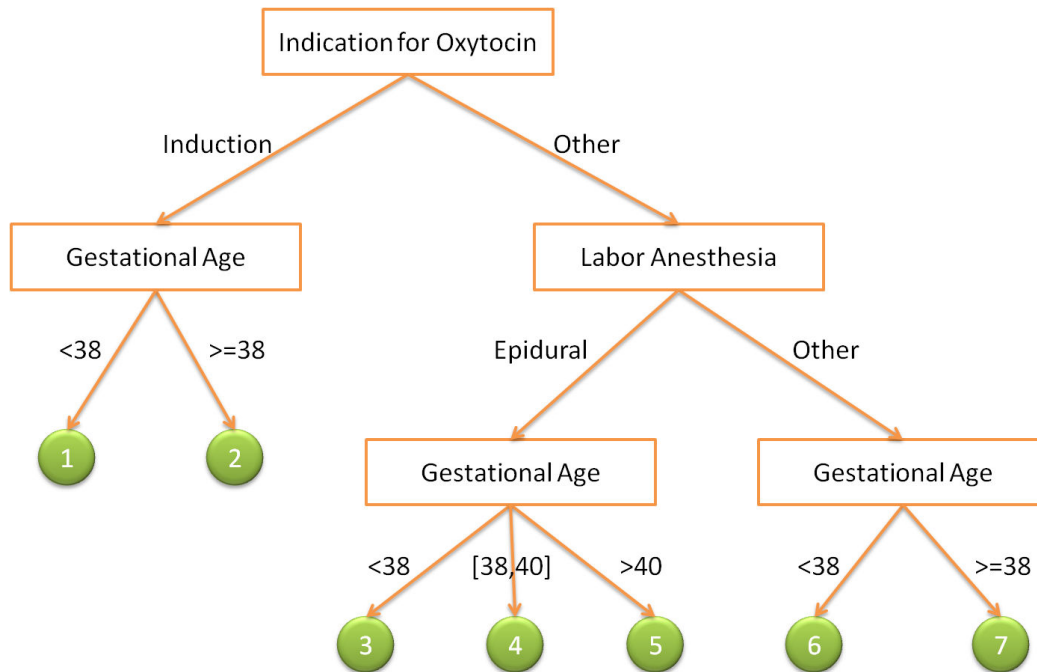 Indication for Oxytocin
Induction
Other
Gestational Age
Labor Anesthesia
<38
>=38
Epidural
Other
1
2
Gestational Age
Gestational Age
<38
[38,40]
>40
<38
>=38
3
4
5
6
7